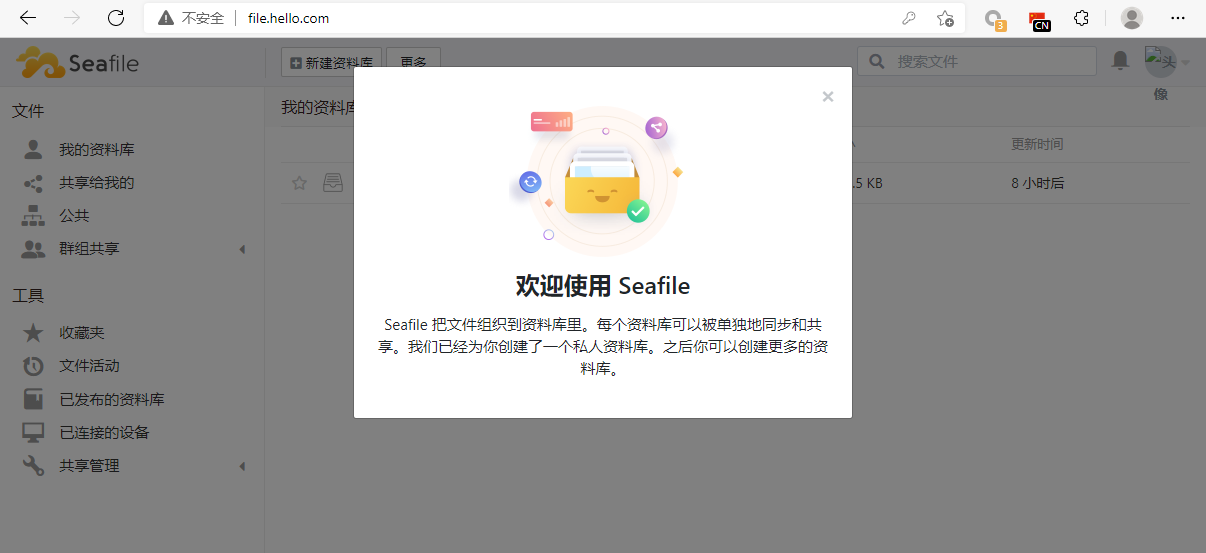 不安全 file.hello.com
3
CN
Seafile
新建资料库
更多
搜索文件
头
像
文件
我的资料库
共享给我的
公共
群组共享
工具
收藏夹
文件活动
已发布的资料库
已连接的设备
共享管理
我的资料库
更新时间
.5 KB
8 小时后
×
欢迎使用 Seafile
Seafile 把文件组织到资料库里。每个资料库可以被单独地同步和共
享。我们已经为你创建了一个私人资料库。之后你可以创建更多的资
料库。